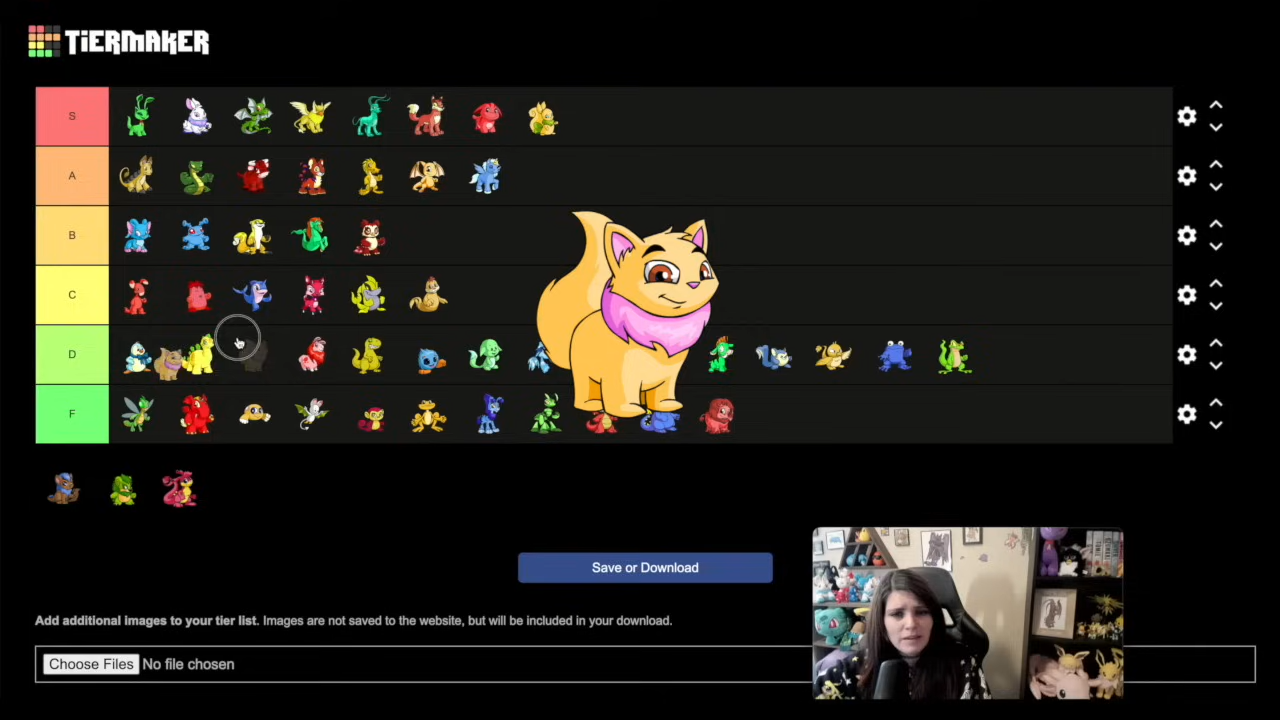 TiERMAKER
S
A
B
C
D
F
Save or Download
Add additional images to your tier list. Images are not saved to the website, but will be included in your download.
Choose Files No file chosen